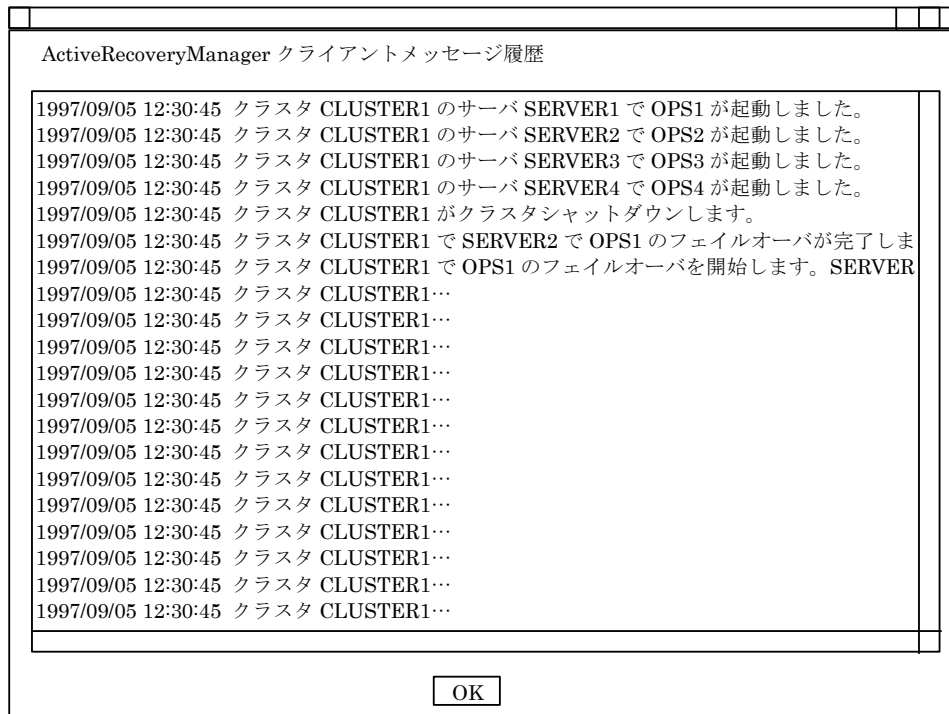 ActiveRecoveryManager クライアントメッセージ履歴
1997/09/05 12:30:45 クラスタ CLUSTER1 のサーバ SERVER1 で OPS1 が起動しました。
1997/09/05 12:30:45 クラスタ CLUSTER1 のサーバ SERVER2 で OPS2 が起動しました。
1997/09/05 12:30:45 クラスタ CLUSTER1 のサーバ SERVER3 で OPS3 が起動しました。
1997/09/05 12:30:45 クラスタ CLUSTER1 のサーバ SERVER4 で OPS4 が起動しました。
1997/09/05 12:30:45 クラスタ CLUSTER1 がクラスタシャットダウンします。
1997/09/05 12:30:45 クラスタ CLUSTER1 で SERVER2 で OPS1 のフェイルオーバが完了しま
1997/09/05 12:30:45 クラスタ CLUSTER1 で OPS1 のフェイルオーバを開始します。SERVER
1997/09/05 12:30:45 クラスタ CLUSTER1…
1997/09/05 12:30:45 クラスタ CLUSTER1…
1997/09/05 12:30:45 クラスタ CLUSTER1…
1997/09/05 12:30:45 クラスタ CLUSTER1…
1997/09/05 12:30:45 クラスタ CLUSTER1…
1997/09/05 12:30:45 クラスタ CLUSTER1…
1997/09/05 12:30:45 クラスタ CLUSTER1…
1997/09/05 12:30:45 クラスタ CLUSTER1…
1997/09/05 12:30:45 クラスタ CLUSTER1…
1997/09/05 12:30:45 クラスタ CLUSTER1…
1997/09/05 12:30:45 クラスタ CLUSTER1…
1997/09/05 12:30:45 クラスタ CLUSTER1…
1997/09/05 12:30:45 クラスタ CLUSTER1…
OK